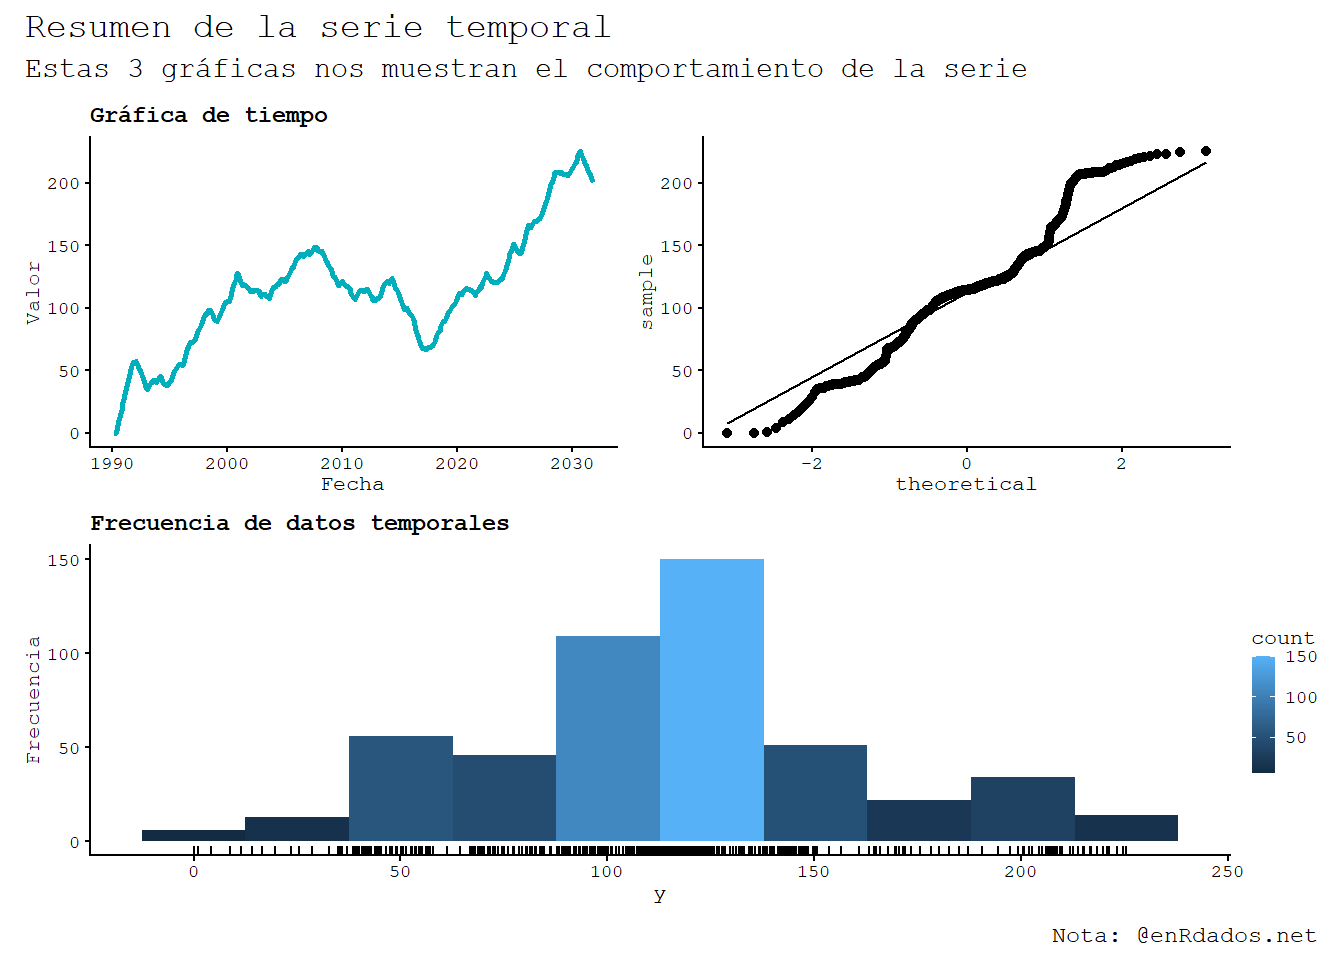 Resumen de la serie temporal
Estas 3 gráficas nos muestran el comportamiento de la serie
Gráfica de tiempo
Valor
200
150
100
50
0
1990 2000 2010 2020 2030
Fecha
sample
200
150
100
50
0
-2 0 2
theoretical
Frecuencia de datos temporales
Frecuencia
150
100
50
0
0 50 100 150 200 250
y
count
150
100
50
Nota: @enRdados.net